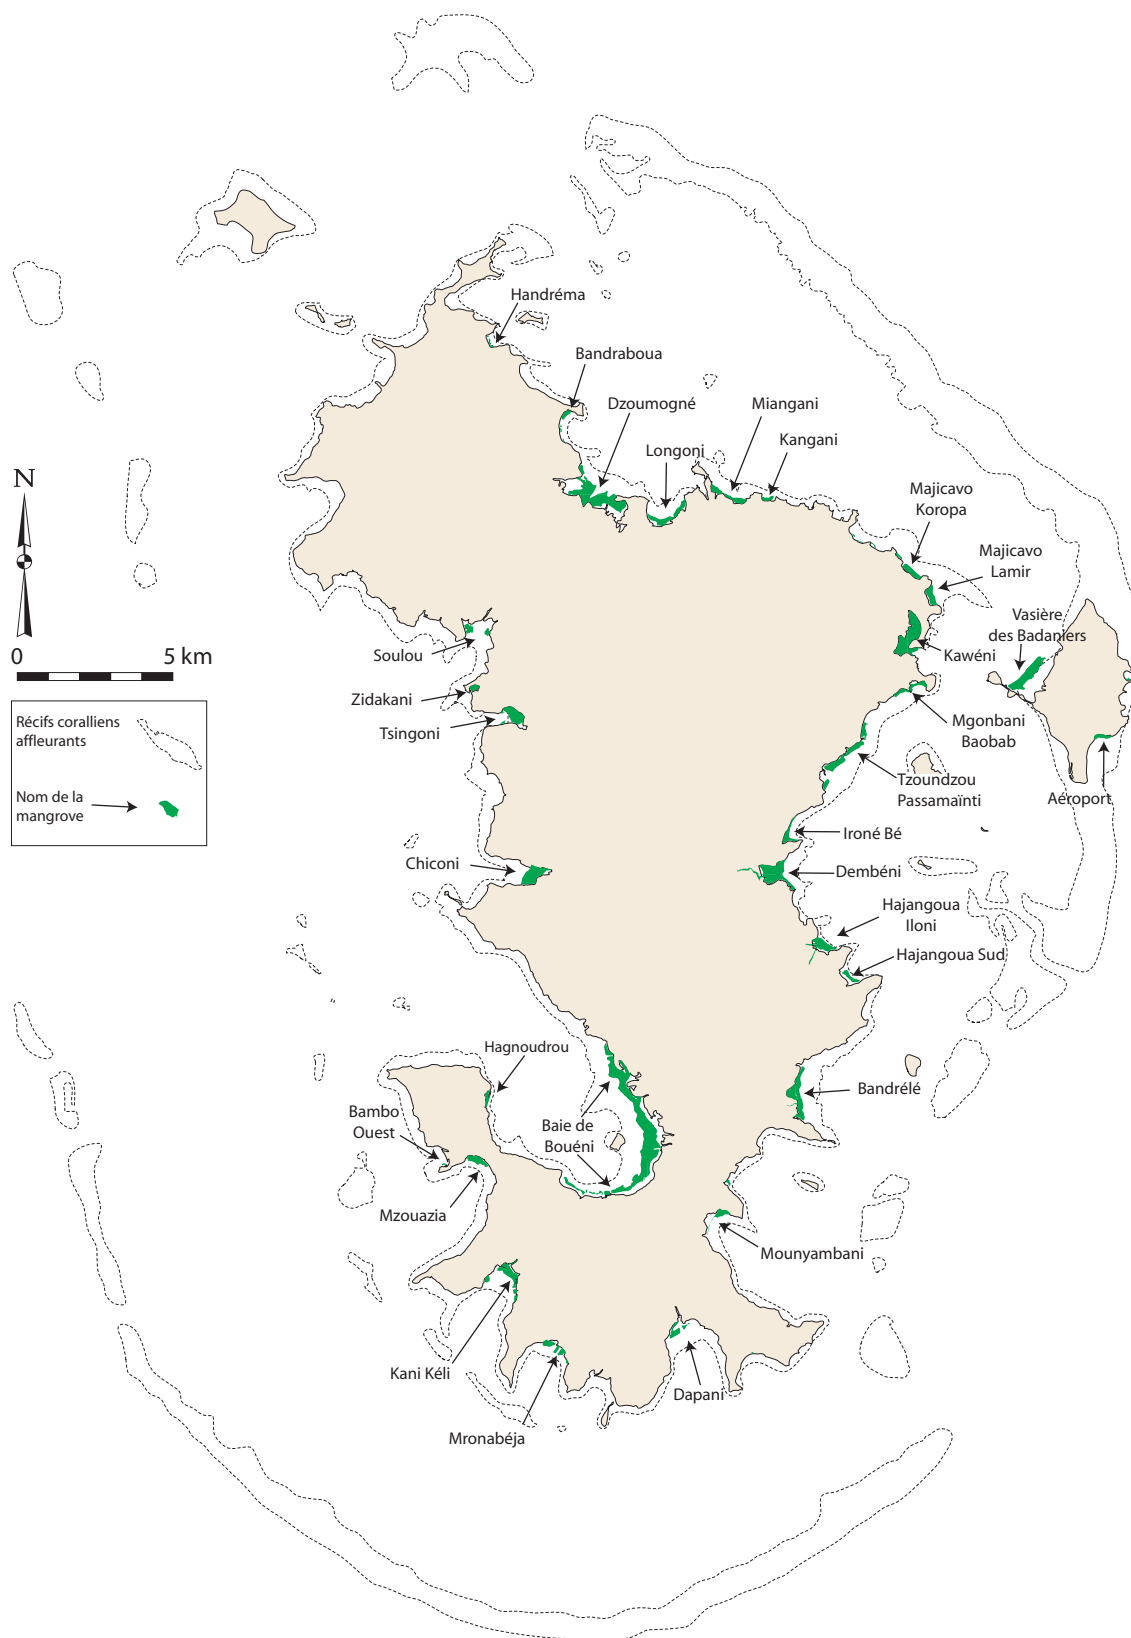 Handréma
Bandraboua
Dzoumogné
Mianagani
Longoni
Kangani
N
Majicavo
Koropa
Majicavo
Lamir
Vasière
des Badaniers
Soulou
Kawéni
0 5 km
Zidakani
Tsingoni
Mgonbani
Baobab
Récifs coralliens
affleurants
Nom de la
mangrove
Tzoundzou
Passamaïnti
Aéroport
Ironé Bé
Chiconi
Dembéni
Hajangoua
Iloni
Hajangoua Sud
Hagnoudrou
Bandrélé
Bambo
Ouest
Baie de
Bouéni
Mzouazia
Mounyambani
Kani Kéli
Dapani
Mronabéja